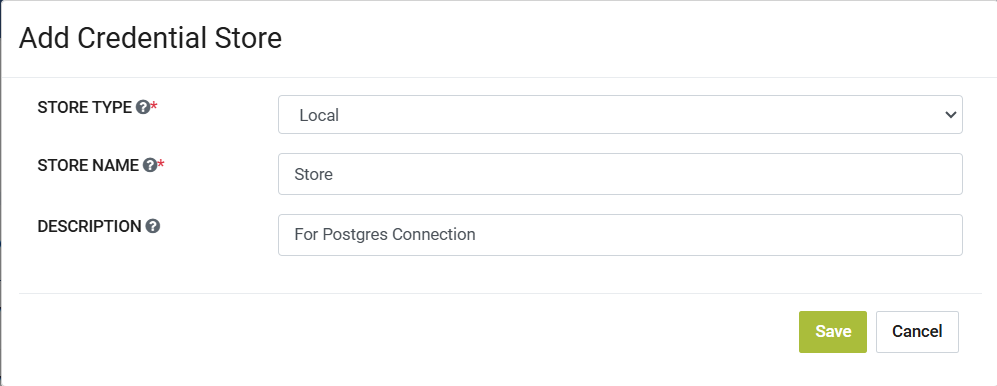 Add Credential Store
STORE TYPE ?*
Local
STORE NAME ?*
Store
DESCRIPTION ?
For Postgres Connection
Save Cancel